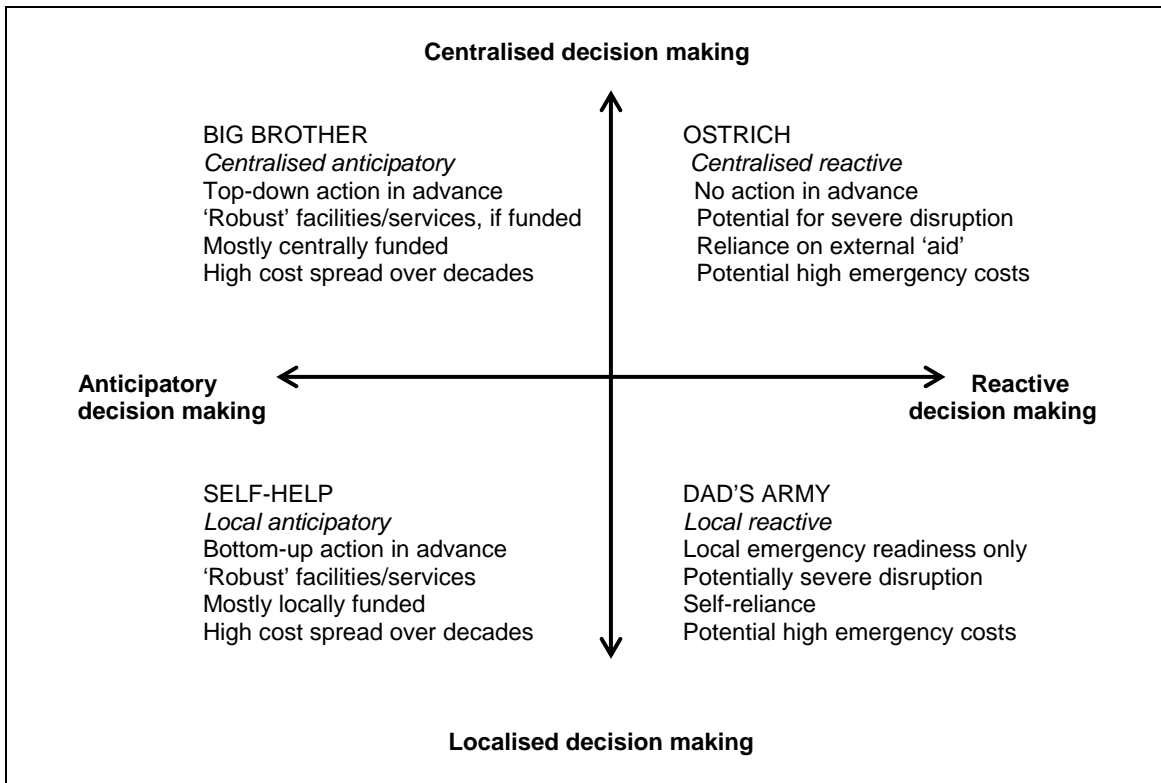 Centralised decision making
BIG BROTHER
Centralised anticipatory
Top-down action in advance
‘Robust’ facilities/services, if funded
Mostly centrally funded
High cost spread over decades
OSTRICH
Centralised reactive
No action in advance
Potential for severe disruption
Reliance on external ‘aid’
Potential high emergency costs
Anticipatory
decision making
Reactive
decision making
SELF-HELP
Local anticipatory
Bottom-up action in advance
‘Robust’ facilities/services
Mostly locally funded
High cost spread over decades
DAD’S ARMY
Local reactive
Local emergency readiness only
Potentially severe disruption
Self-reliance
Potential high emergency costs
Localised decision making